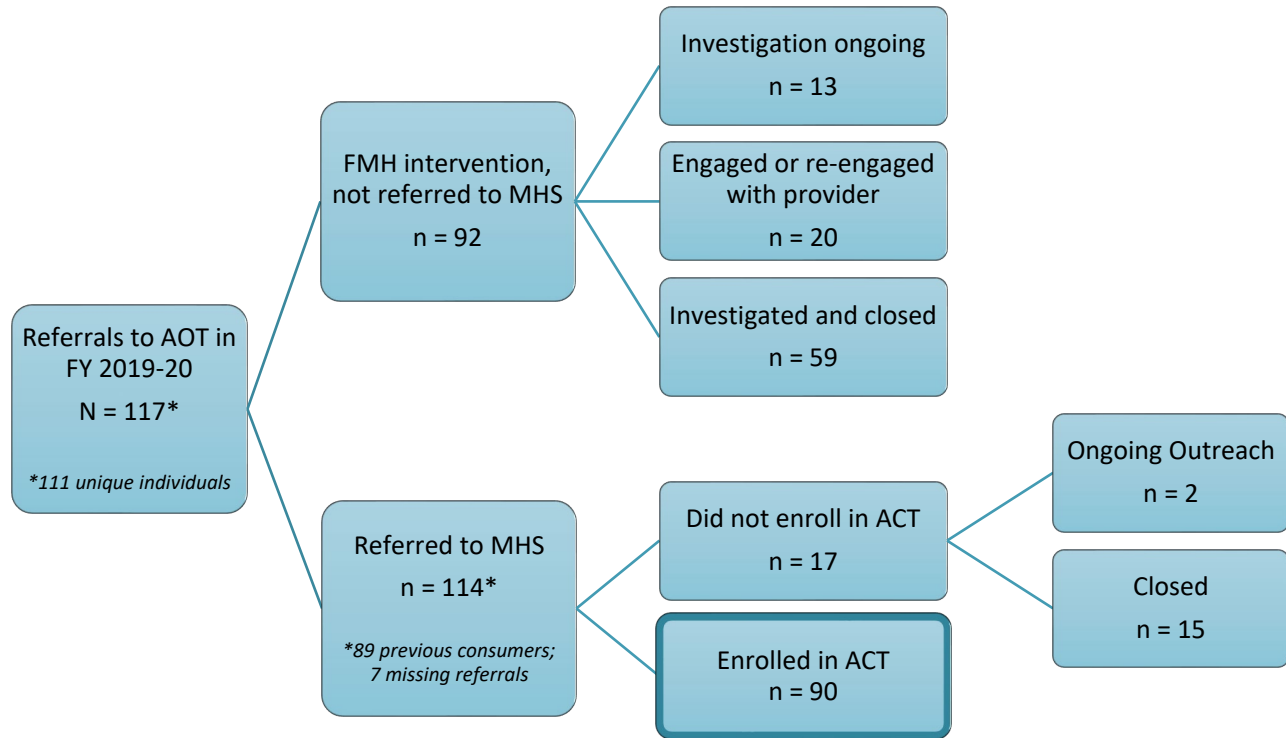 Referrals to AOT in
FY 2019-20
N = 117*
*111 unique individuals
FMH intervention,
not referred to MHS
n = 92
Investigation ongoing
n = 13
Engaged or re-engaged
with provider
n = 20
Investigated and closed
n = 59
Referred to MHS
n = 114*
*89 previous consumers;
7 missing referrals
Did not enroll in ACT
n = 17
Ongoing Outreach
n = 2
Closed
n = 15
Enrolled in ACT
n = 90